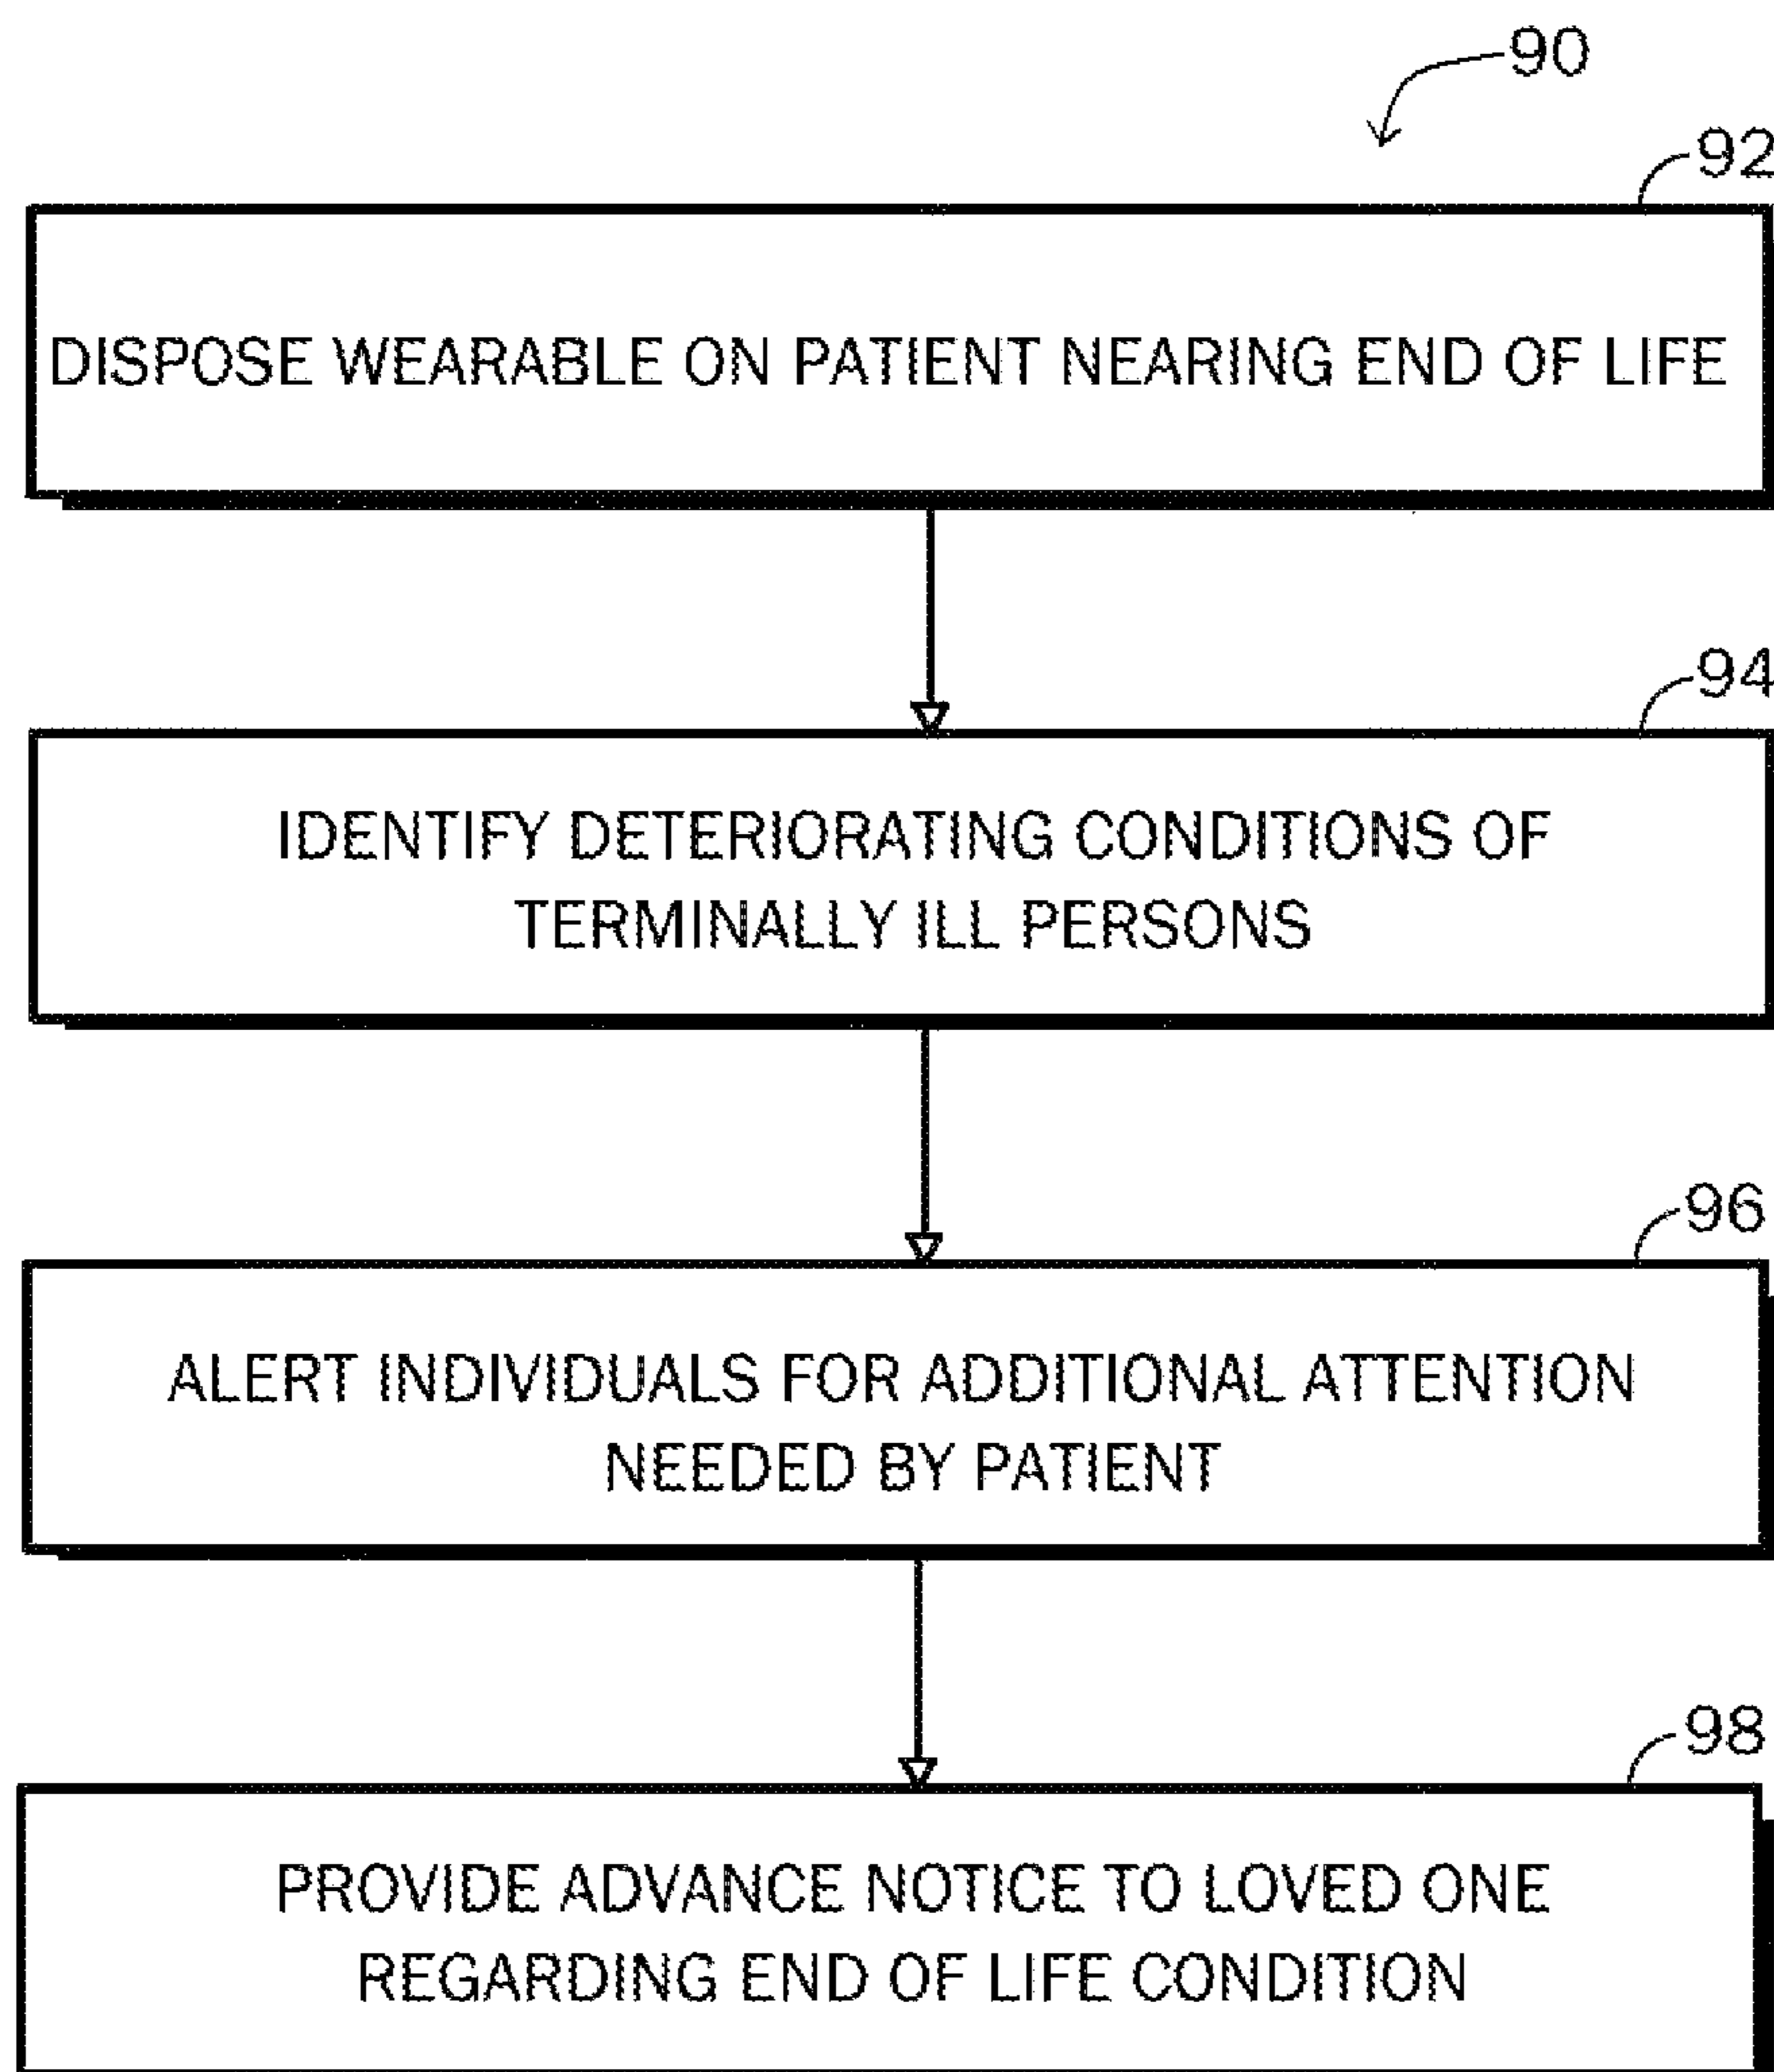 90
92
DISPOSE WEARABLE ON PATIENT NEARING END OF LIFE
94
IDENTIFY DETERIORATING CONDITIONS OF
TERMINALLY ILL PERSONS
96
ALERT INDIVIDUALS FOR ADDITIONAL ATTENTION
NEEDED BY PATIENT
98
PROVIDE ADVANCE NOTICE TO LOVED ONE
REGARDING END OF LIFE CONDITION